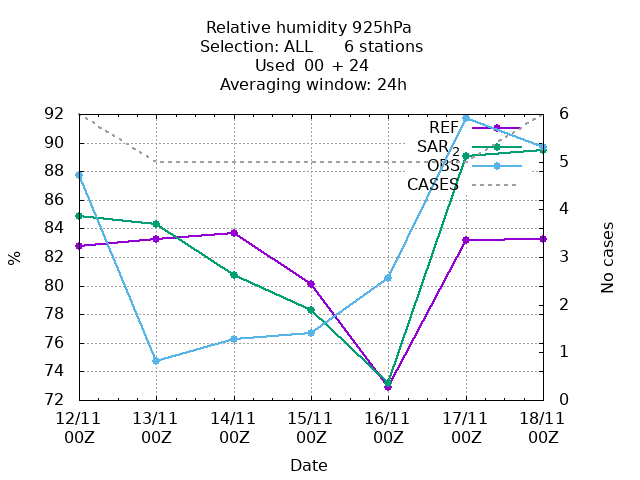 Relative humidity 925hPa
Selection: ALL 6 stations
Used 00 + 24
Averaging window: 24h
92
90
88
86
84
82
80
78
76
74
72
%
6
5
4
3
2
1
0
No cases
REF
SAR 2
OBS
CASES
12/11 13/11 14/11 15/11 16/11 17/11 18/11
00Z 00Z 00Z 00Z 00Z 00Z 00Z
Date